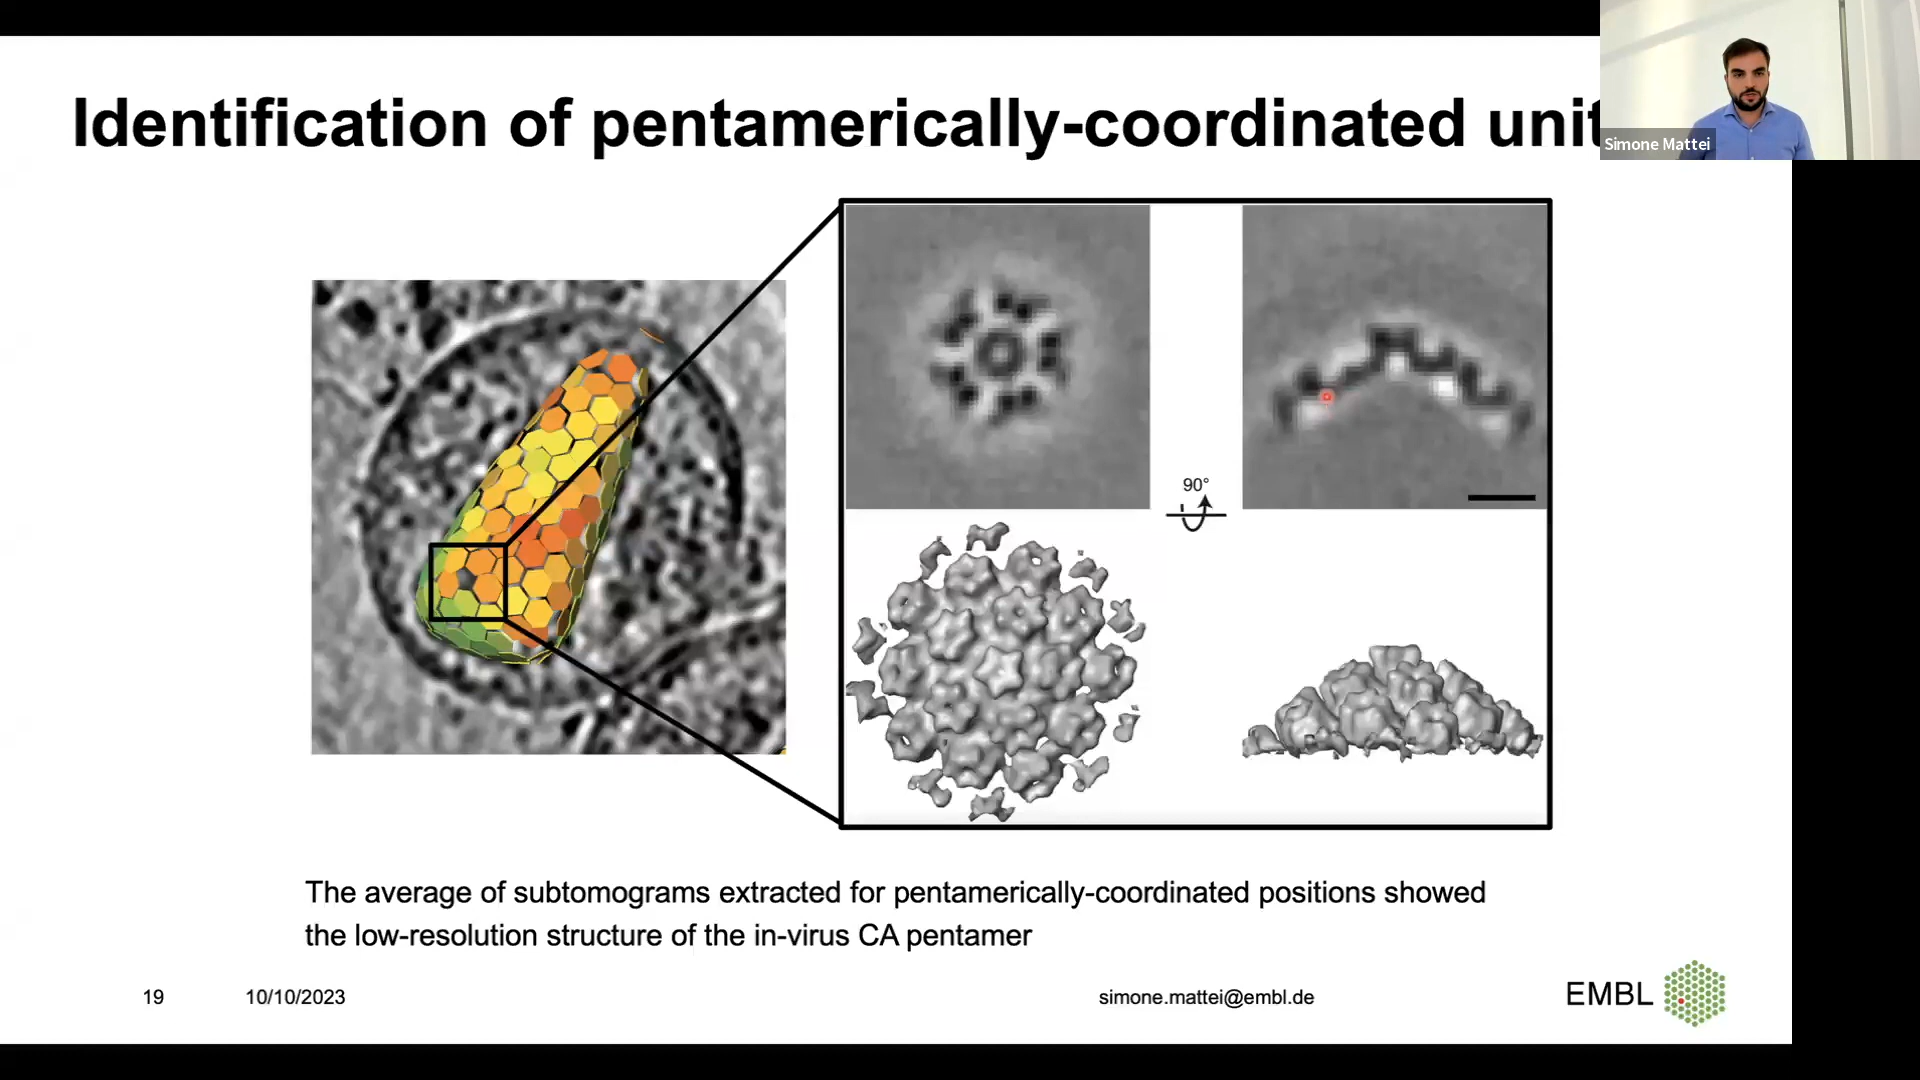 Identification of pentamerically-coordinated unit
Simone Mattei
90°
The average of subtomograms extracted for pentamerically-coordinated positions showed
the low-resolution structure of the in-virus CA pentamer
19
10/10/2023
simone.mattei@embl.de
EMBL